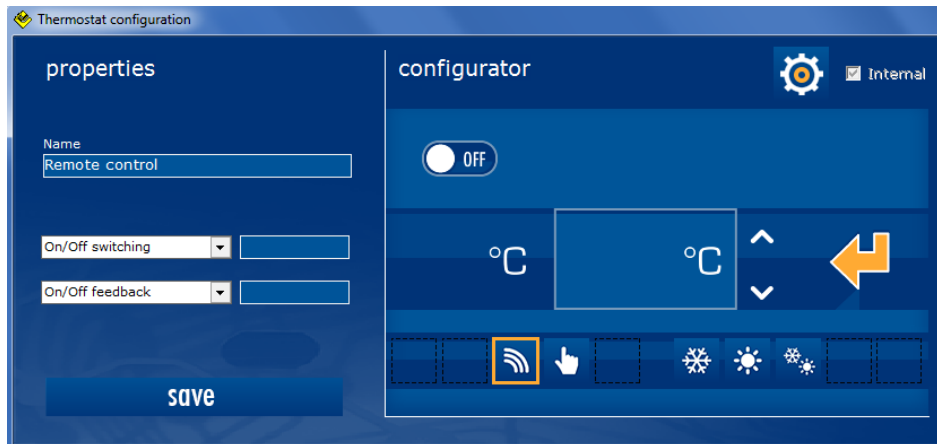 Thermostat configuration
properties
configurator
Internal
Name
Remote control
OFF
On/Off switching
°C
°C
On/Off feedback
save